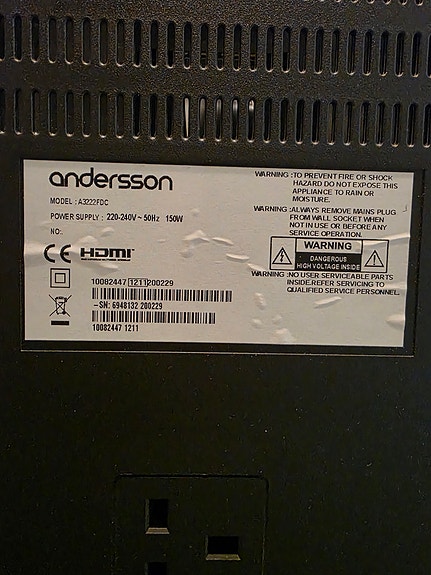 andersson
MODEL : A3222FDC
POWER SUPPLY : 220-240V ~ 50Hz 150W
NO:
CE HDMI
10082447 1211 200229
- SN: 6948132 200229
10082447 1211
WARNING :TO PREVENT FIRE OR SHOCK
HAZARD DO NOT EXPOSE THIS
APPLIANCE TO RAIN OR
MOISTURE.
WARNING :ALWAYS REMOVE MAINS PLUG
FROM WALL SOCKET WHEN
NOT IN USE OR BEFORE ANY
SERVICE OPERATION.
WARNING
DANGEROUS
HIGH VOLTAGE INSIDE
WARNING :NO USER SERVICEABLE PARTS
INSIDE.REFER SERVICING TO
QUALIFIED SERVICE PERSONNEL.